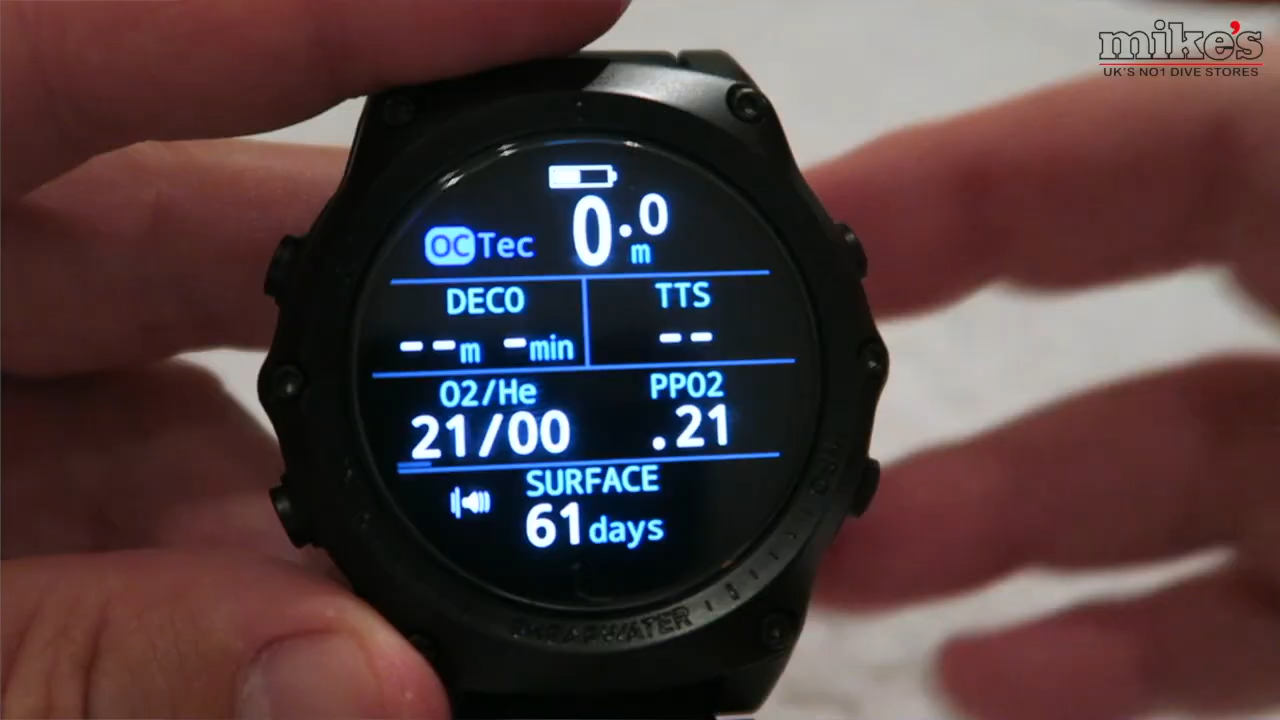 mike's
UK'S NO1 DIVE STORES
0.0
OC Tec
m
DECO
TTS
-- m - min
--
O2/He
PPO2
21/00
.21
SURFACE
61 days
SHEARWATER